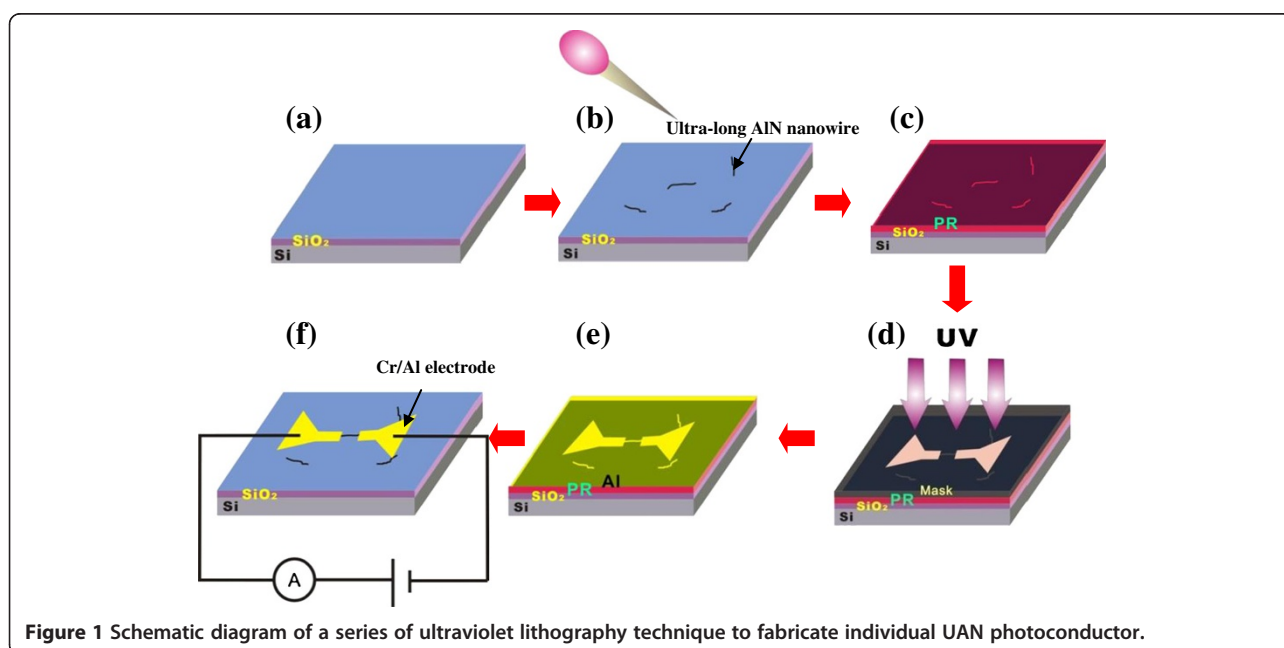 (a)
(b)
(c)
Ultra-long AlN nanowire
SiO₂
Si
SiO₂
Si
PR
SiO₂
Si
(f)
(e)
(d)
UV
Cr/Al electrode
SiO₂
Si
A
Al
PR
SiO₂
Si
Mask
PR
SiO₂
Si
Figure 1 Schematic diagram of a series of ultraviolet lithography technique to fabricate individual UAN photoconductor.